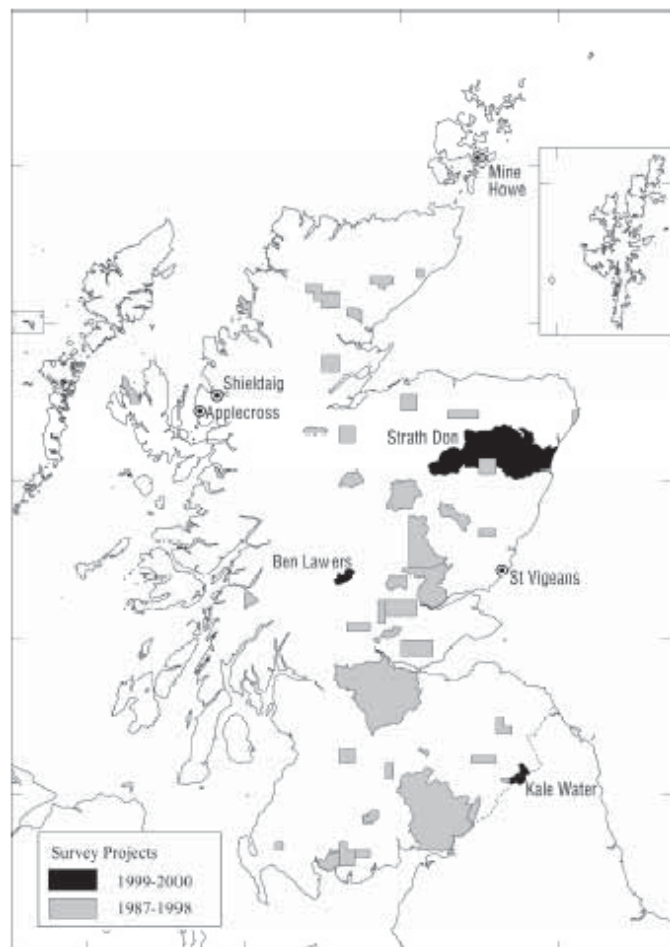 Mine
Howe
Shieldaig
Applecross
Strath Don
Ben Lawers
St Vigeans
Kale Water
Survey Projects
1999-2000
1987-1998